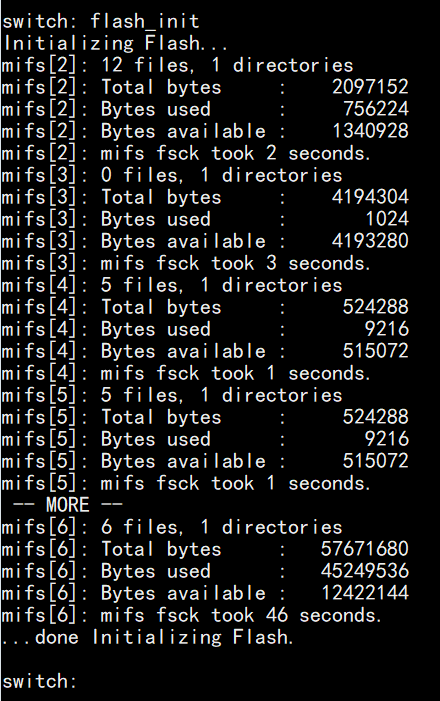 switch: flash_init
Initializing Flash...
mifs[2]: 12 files, 1 directories
mifs[2]: Total bytes     :    2097152
mifs[2]: Bytes used      :     756224
mifs[2]: Bytes available :    1340928
mifs[2]: mifs fsck took 2 seconds.
mifs[3]: 0 files, 1 directories
mifs[3]: Total bytes     :    4194304
mifs[3]: Bytes used      :       1024
mifs[3]: Bytes available :    4193280
mifs[3]: mifs fsck took 3 seconds.
mifs[4]: 5 files, 1 directories
mifs[4]: Total bytes     :     524288
mifs[4]: Bytes used      :       9216
mifs[4]: Bytes available :     515072
mifs[4]: mifs fsck took 1 seconds.
mifs[5]: 5 files, 1 directories
mifs[5]: Total bytes     :     524288
mifs[5]: Bytes used      :       9216
mifs[5]: Bytes available :     515072
mifs[5]: mifs fsck took 1 seconds.
 -- MORE --
mifs[6]: 6 files, 1 directories
mifs[6]: Total bytes     :   57671680
mifs[6]: Bytes used      :   45249536
mifs[6]: Bytes available :   12422144
mifs[6]: mifs fsck took 46 seconds.
...done Initializing Flash.
switch: